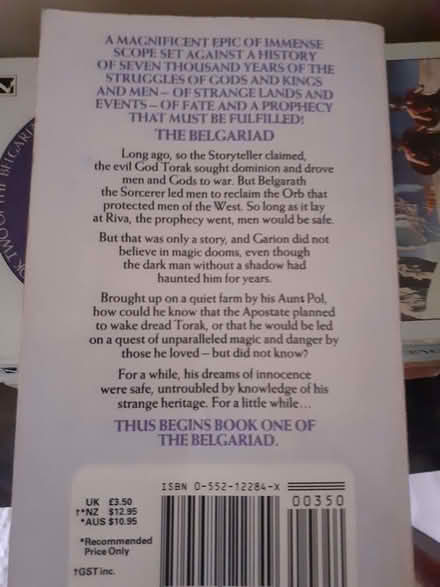 A MAGNIFICENT EPIC OF IMMENSE
SCOPE SET AGAINST A HISTORY
OF SEVEN THOUSAND YEARS OF THE
STRUGGLES OF GODS AND KINGS
AND MEN – OF STRANGE LANDS AND
EVENTS – OF FATE AND A PROPHECY
THAT MUST BE FULFILLED!
THE BELGARIAD
Long ago, so the Storyteller claimed,
the evil God Torak sought dominion and drove
men and Gods to war. But Belgarath
the Sorcerer led men to reclaim the Orb that
protected men of the West. So long as it lay
at Riva, the prophecy went, men would be safe.
But that was only a story, and Garion did not
believe in magic dooms, even though
the dark man without a shadow had
haunted him for years.
Brought up on a quiet farm by his Aunt Pol,
how could he know that the Apostate planned
to wake dread Torak, or that he would be led
on a quest of unparalleled magic and danger by
those he loved – but did not know?
For a while, his dreams of innocence
were safe, untroubled by knowledge of his
strange heritage. For a little while...
THUS BEGINS BOOK ONE OF
THE BELGARIAD.
ISBN 0-552-12284-X
00350
UK £3.50
†*NZ $12.95
*AUS $10.95
*Recommended
Price Only
†GST inc.
TWO OF THE BELGARI